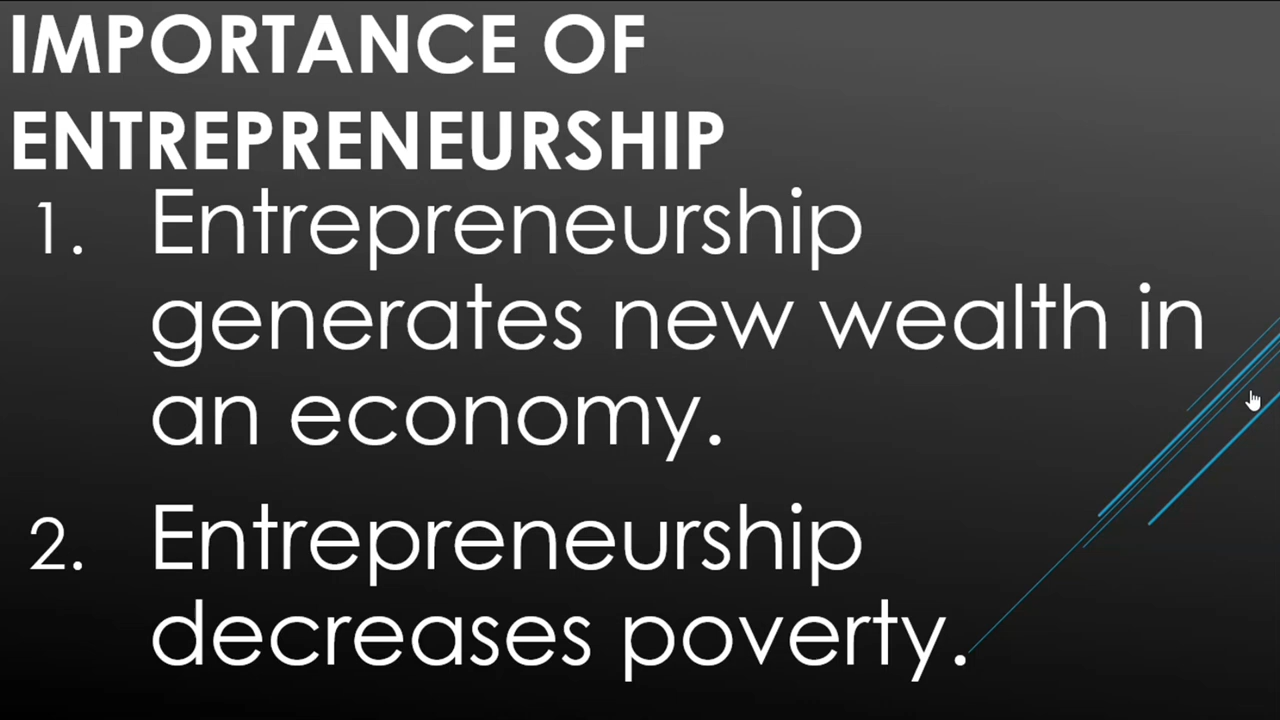 IMPORTANCE OF
ENTREPRENEURSHIP
1. Entrepreneurship
generates new wealth in
an economy.
2. Entrepreneurship
decreases poverty.